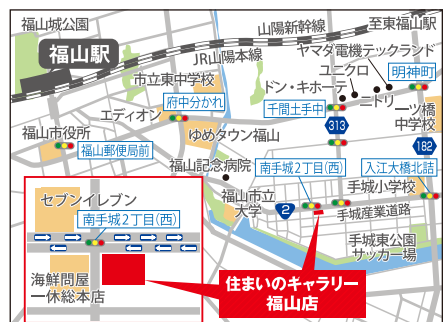 福山城公園
福山駅
山陽新幹線
至東福山駅
JR山陽本線
ヤマダ電機テックランド
ユニクロ
ドン・キホーテ
ニトリ
明神町
市立東中学校
府中分かれ
千間土手中
一ツ橋
中学校
エディオン
ゆめタウン福山
313
182
福山市役所
福山郵便局前
福山記念病院
南手城2丁目(西)
入江大橋北詰
手城小学校
福山市立
大学
2
手城産業道路
手城東公園
サッカー場
セブンイレブン
南手城2丁目(西)
海鮮問屋
一休総本店
住まいのギャラリー
福山店